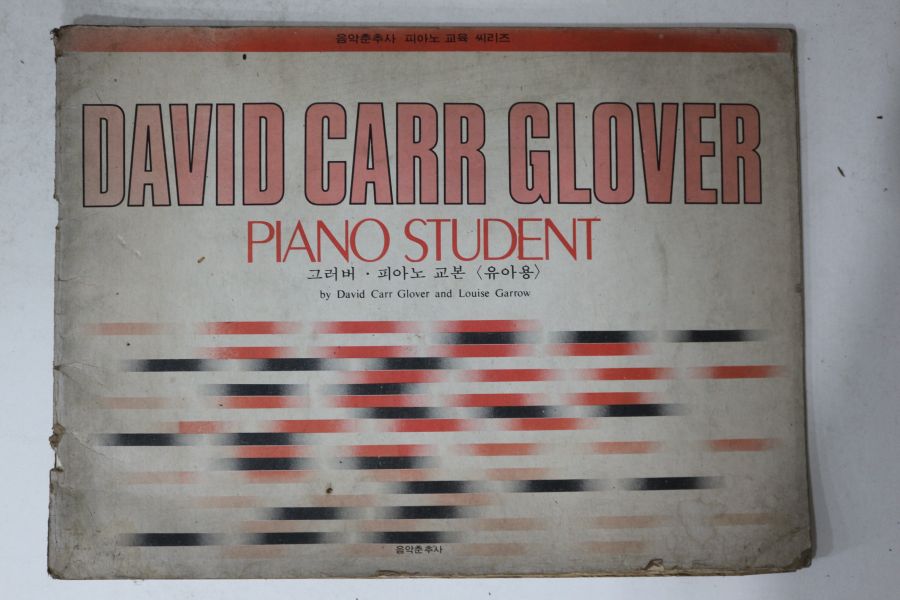 음악춘추사 피아노 교육 씨리즈
DAVID CARR GLOVER
PIANO STUDENT
그러버 · 피아노 교본 〈유아용〉
by David Carr Glover and Louise Garrow
음악춘추사